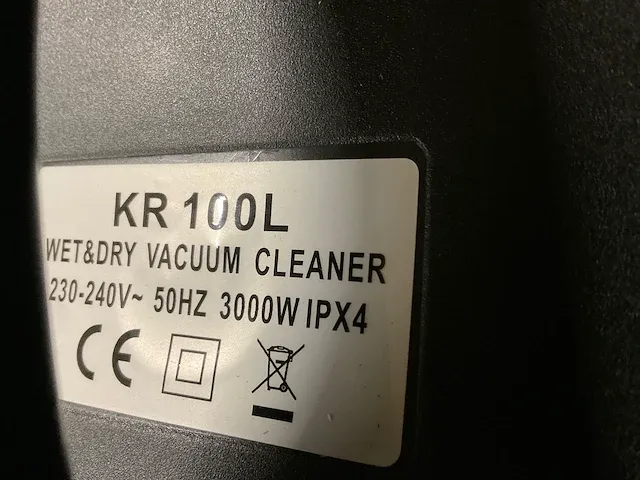 KR 100L
WET&DRY VACUUM CLEANER
230-240V~ 50HZ 3000W IPX4
CE